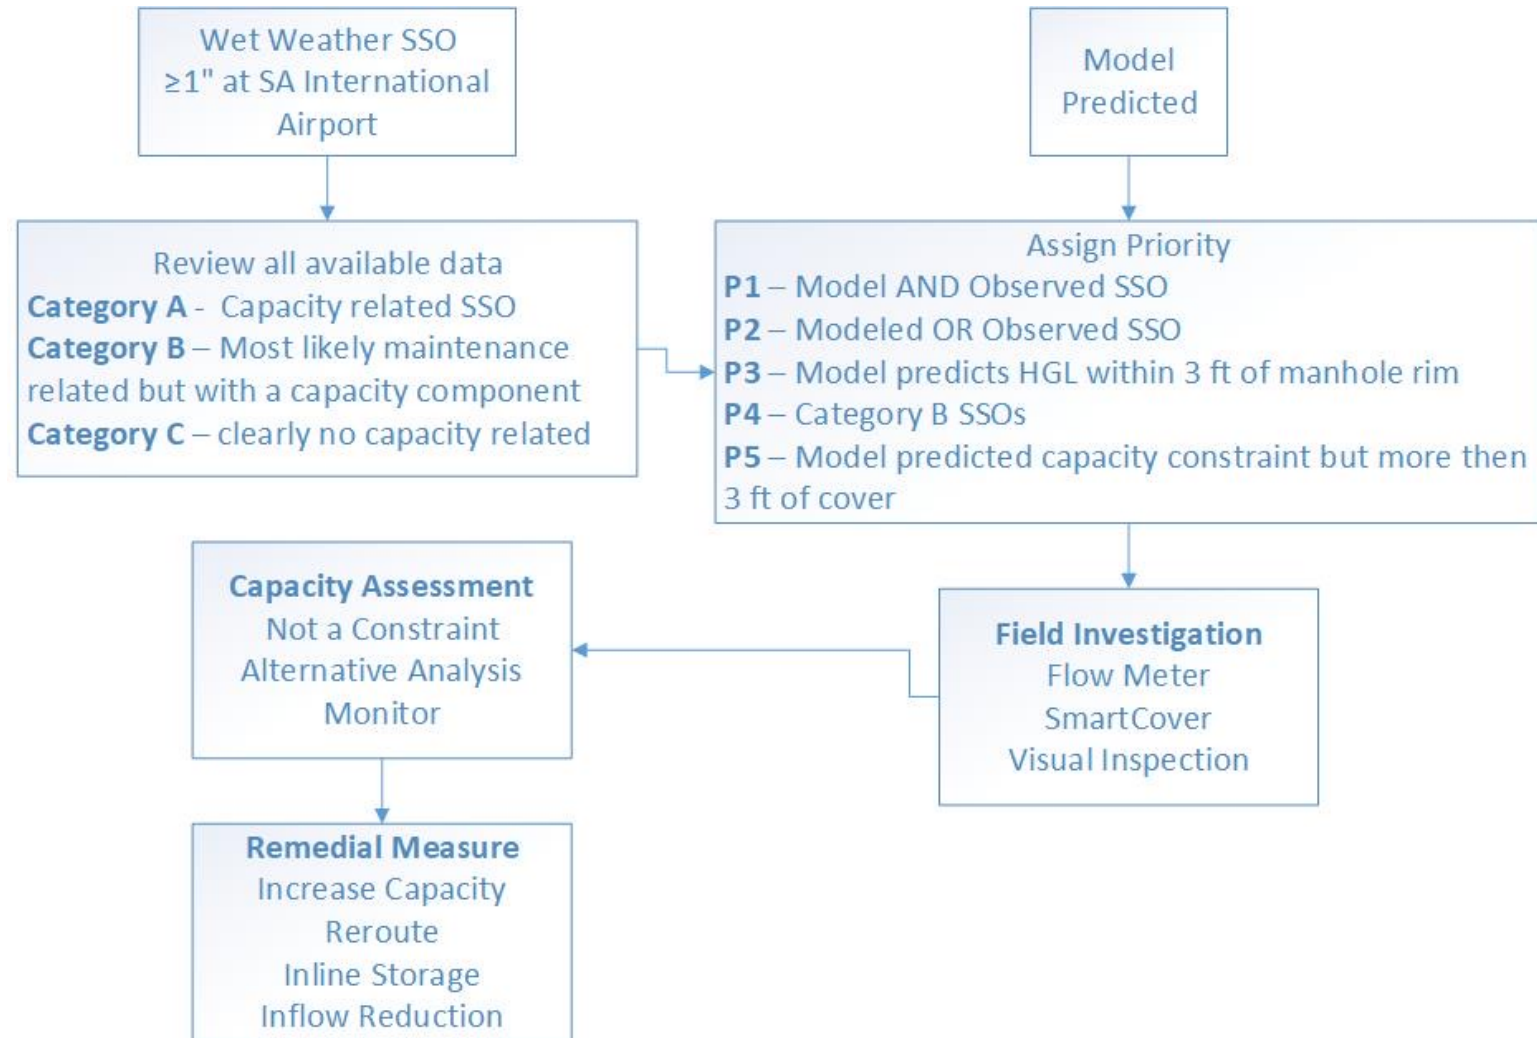 Wet Weather SSO
≥1" at SA International
Airport
Model
Predicted
Review all available data
Category A - Capacity related SSO
Category B – Most likely maintenance
related but with a capacity component
Category C – clearly no capacity related
Assign Priority
P1 – Model AND Observed SSO
P2 – Modeled OR Observed SSO
P3 – Model predicts HGL within 3 ft of manhole rim
P4 – Category B SSOs
P5 – Model predicted capacity constraint but more then
3 ft of cover
Capacity Assessment
Not a Constraint
Alternative Analysis
Monitor
Field Investigation
Flow Meter
SmartCover
Visual Inspection
Remedial Measure
Increase Capacity
Reroute
Inline Storage
Inflow Reduction